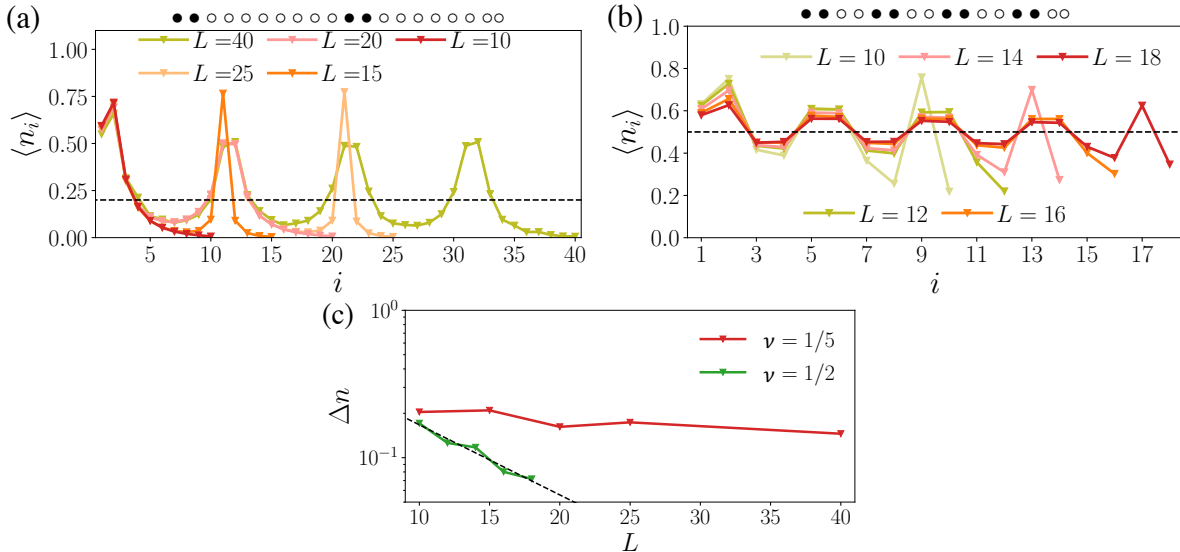 (a)
L =40 L =20 L =10
L =25 L =15
⟨n_i⟩
1.00
0.75
0.50
0.25
0.00
5 10 15 20 25 30 35 40
i
(b)
L = 10 L = 14 L = 18
L = 12 L = 16
⟨n_i⟩
1.0
0.8
0.6
0.4
0.2
0.0
1 3 5 7 9 11 13 15 17
i
(c)
ν = 1/5
ν = 1/2
Δn
10^0
10^{-1}
10 15 20 25 30 35 40
L